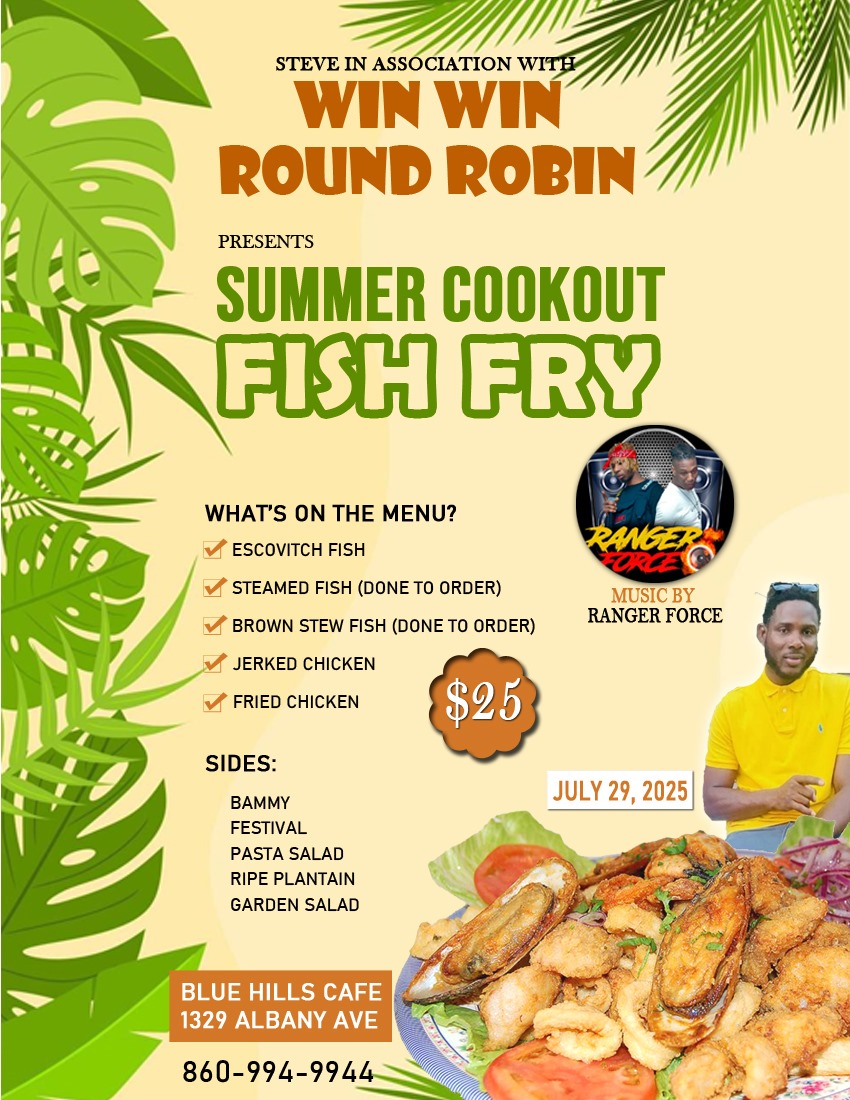 STEVE IN ASSOCIATION WITH
WIN WIN
ROUND ROBIN
PRESENTS
SUMMER COOKOUT
FISH FRY
RANGER
FORCE
MUSIC BY
RANGER FORCE
WHAT'S ON THE MENU?
ESCOVITCH FISH
STEAMED FISH (DONE TO ORDER)
BROWN STEW FISH (DONE TO ORDER)
JERKED CHICKEN
FRIED CHICKEN
$25
SIDES:
BAMMY
FESTIVAL
PASTA SALAD
RIPE PLANTAIN
GARDEN SALAD
JULY 29, 2025
BLUE HILLS CAFE
1329 ALBANY AVE
860-994-9944